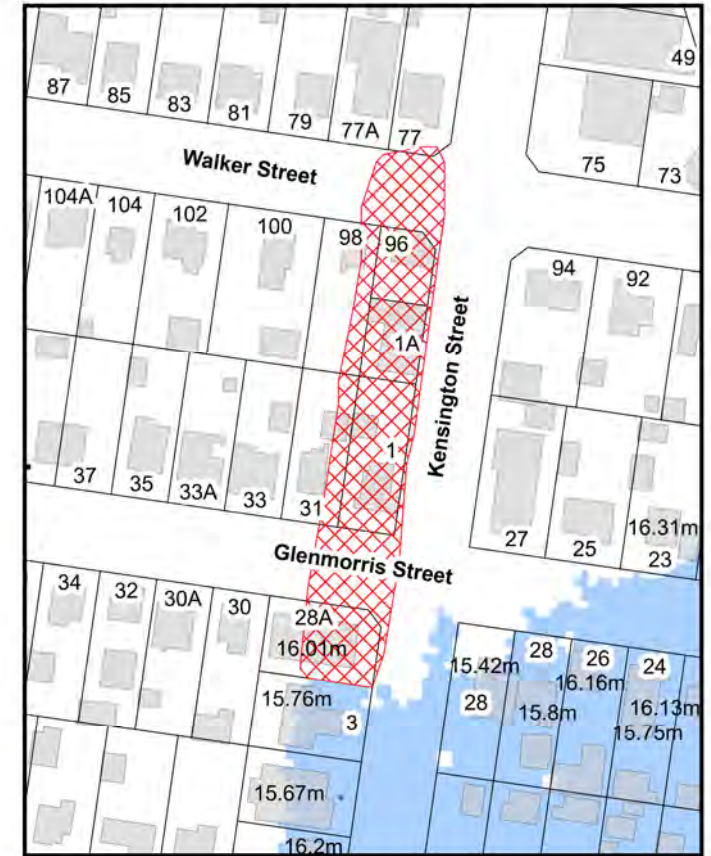 49
87
85
83
81
79
77A
77
75
73
Walker Street
104A
104
102
100
98
96
94
92
1A
Kensington Street
1
37
35
33A
33
31
27
25
16.31m
23
Glenmorris Street
34
32
30A
30
28A
16.01m
15.42m
28
26
24
16.16m
28
15.8m
16.13m
15.75m
15.76m
3
15.67m
16.2m